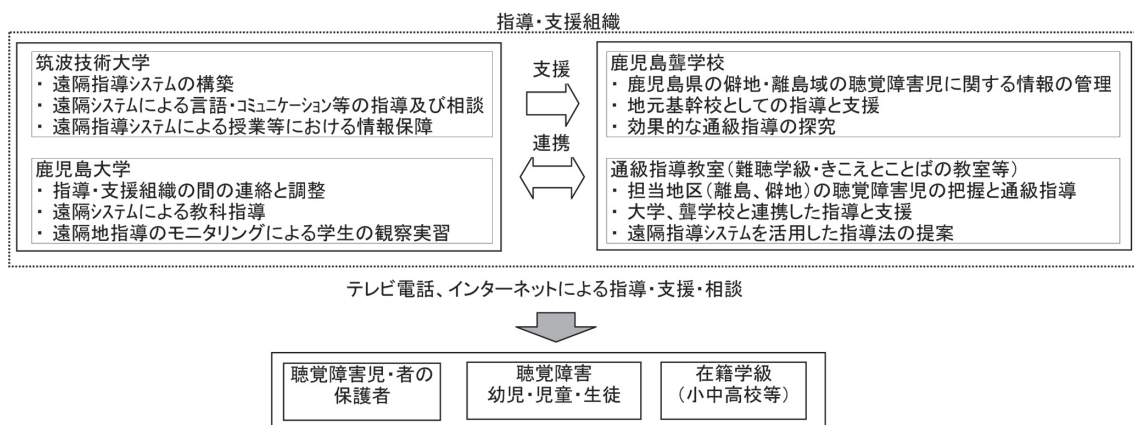 指導・支援組織
筑波技術大学
・ 遠隔指導システムの構築
・ 遠隔システムによる言語・コミュニケーション等の指導及び相談
・ 遠隔指導システムによる授業等における情報保障
鹿児島大学
・ 指導・支援組織の間の連絡と調整
・ 遠隔システムによる教科指導
・ 遠隔地指導のモニタリングによる学生の観察実習
支援
連携
鹿児島聾学校
・ 鹿児島県の僻地・離島域の聴覚障害児に関する情報の管理
・ 地元基幹校としての指導と支援
・ 効果的な通級指導の探究
通級指導教室(難聴学級・きこえとことばの教室等)
・ 担当地区(離島、僻地)の聴覚障害児の把握と通級指導
・ 大学、聾学校と連携した指導と支援
・ 遠隔指導システムを活用した指導法の提案
テレビ電話、インターネットによる指導・支援・相談
聴覚障害児・者の
保護者
聴覚障害
幼児・児童・生徒
在籍学級
(小中高校等)